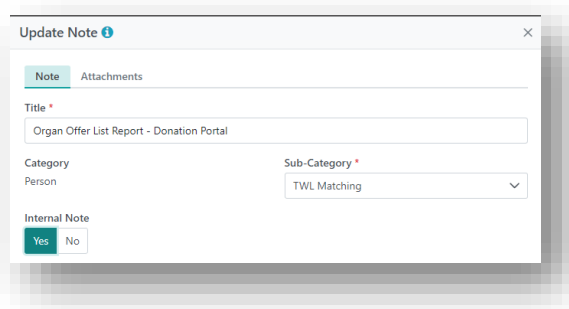 Update Note
Note Attachments
Title *
Organ Offer List Report - Donation Portal
Category Sub-Category *
Person TWL Matching
Internal Note
Yes No